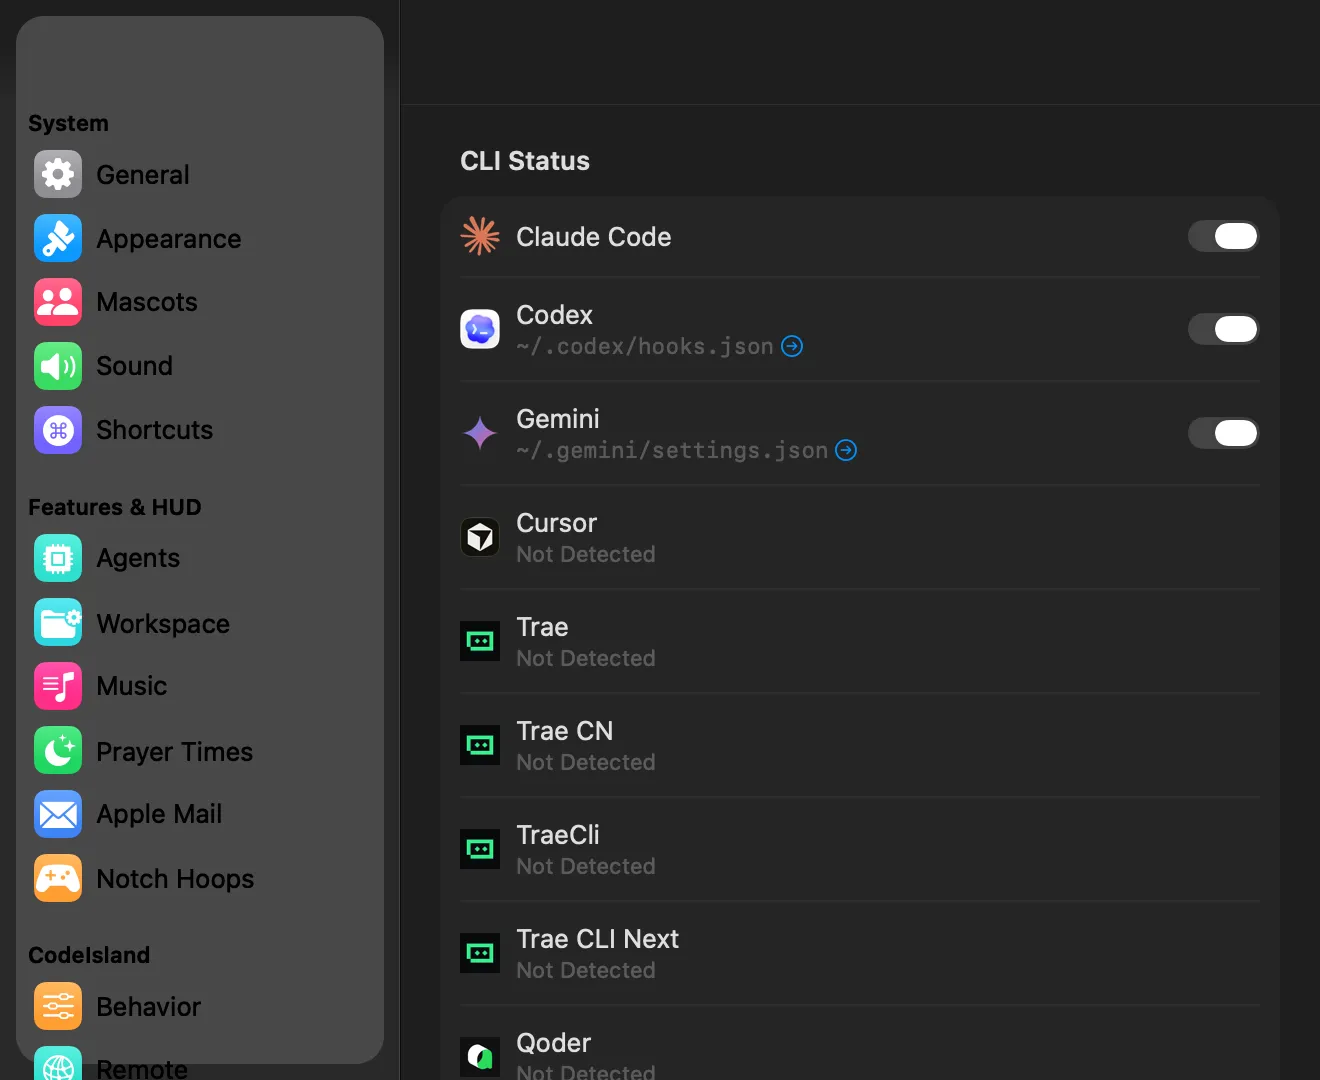 System
General
Appearance
Mascots
Sound
Shortcuts
Features & HUD
Agents
Workspace
Music
Prayer Times
Apple Mail
Notch Hoops
CodeIsland
Behavior
Remote
CLI Status
Claude Code
Codex
~/.codex/hooks.json
Gemini
~/.gemini/settings.json
Cursor
Not Detected
Trae
Not Detected
Trae CN
Not Detected
TraeCli
Not Detected
Trae CLI Next
Not Detected
Qoder
Not Detected